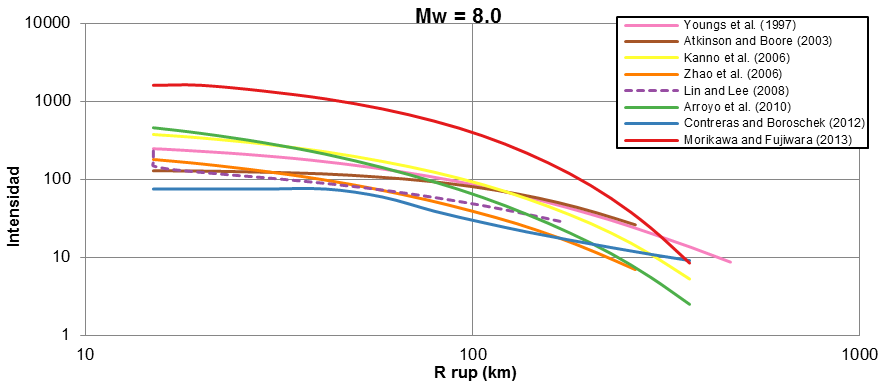 Mw = 8.0
10000
1000
100
10
1
Intensidad
10
100
1000
R rup (km)
Youngs et al. (1997)
Atkinson and Boore (2003)
Kanno et al. (2006)
Zhao et al. (2006)
Lin and Lee (2008)
Arroyo et al. (2010)
Contreras and Boroschek (2012)
Morikawa and Fujiwara (2013)